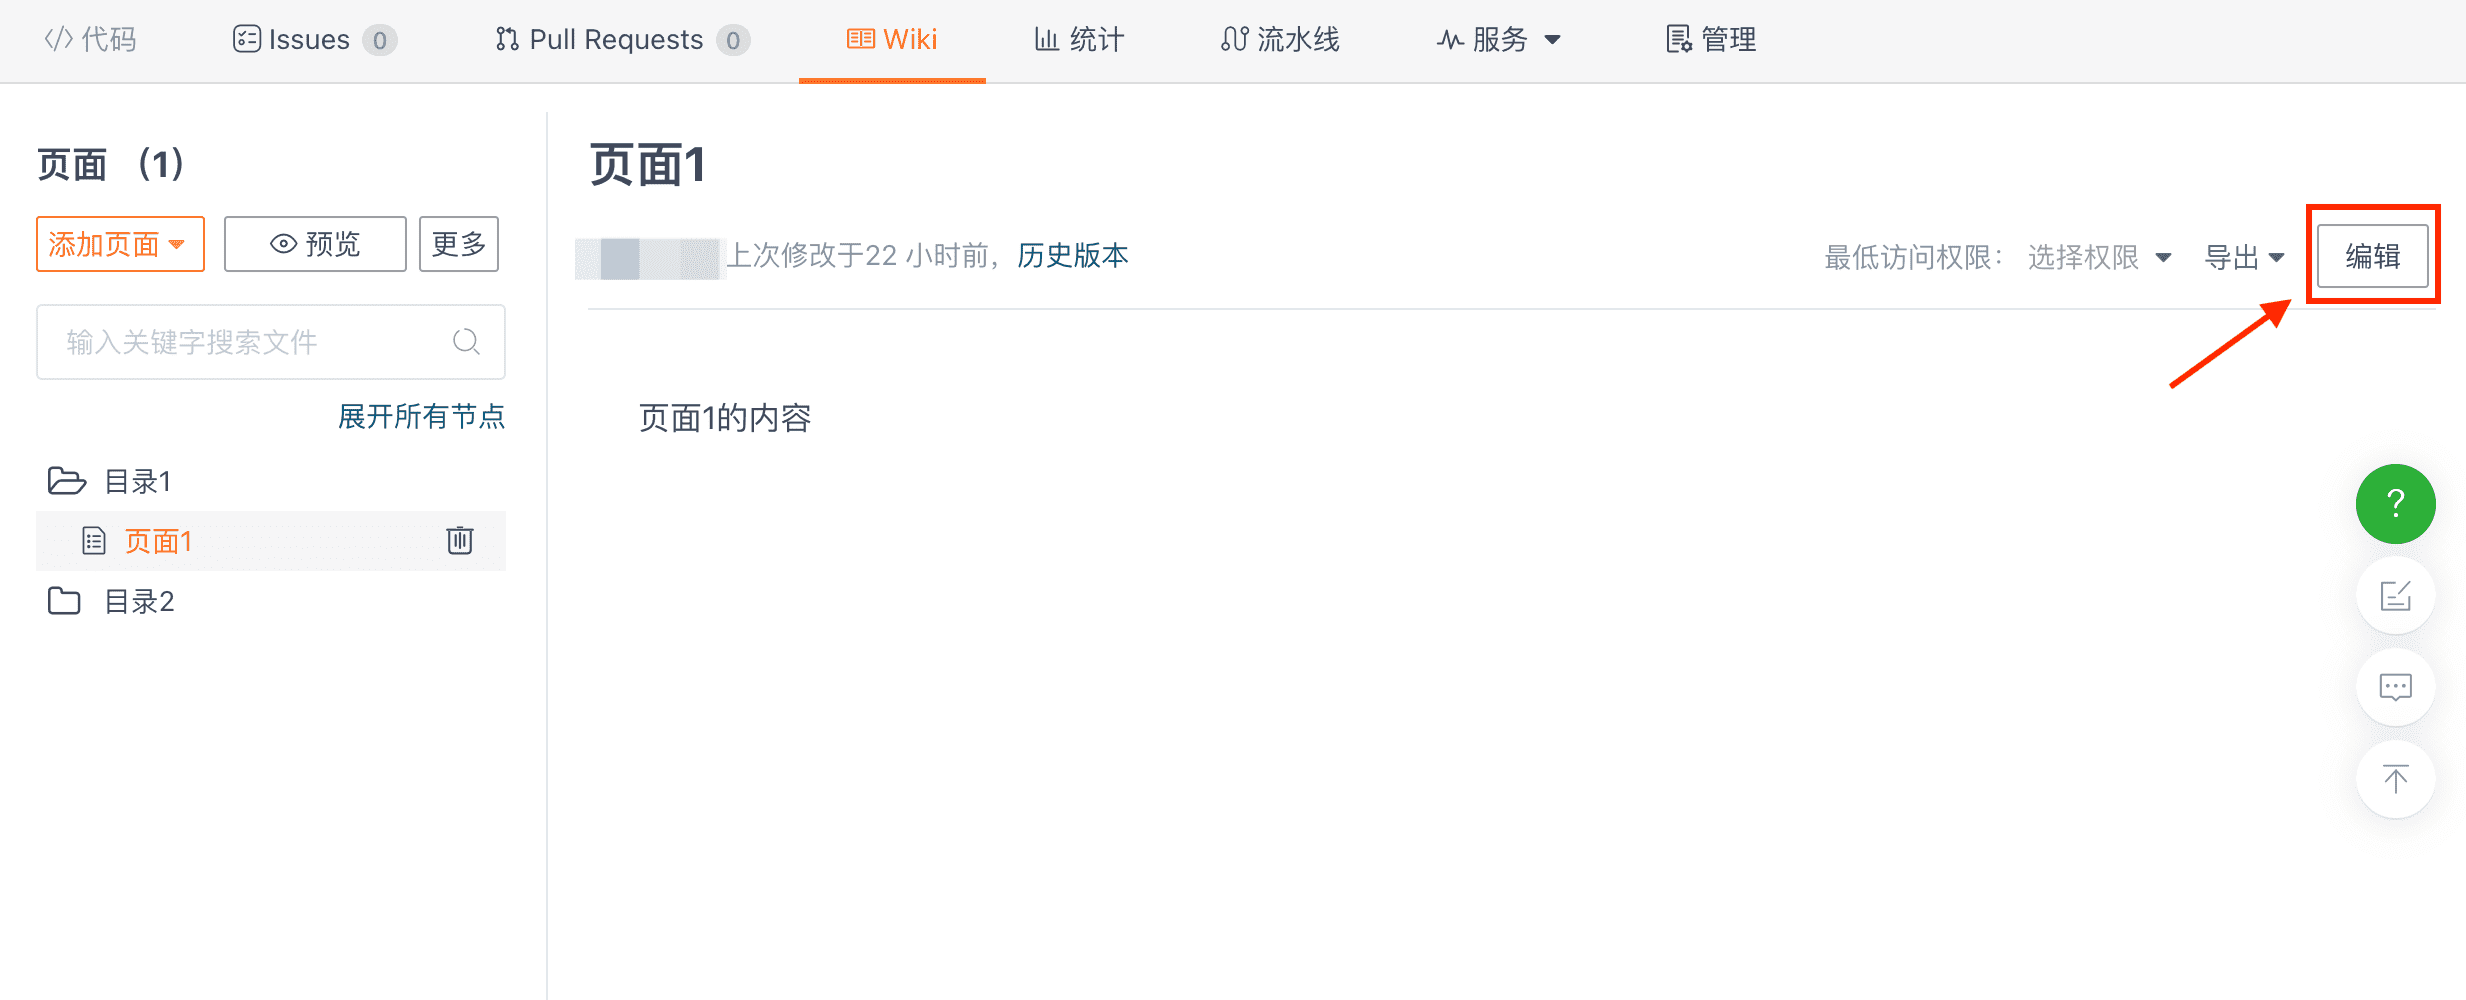 代码 Issues 0 Pull Requests 0 Wiki 统计 流水线 服务 管理
页面 (1)
添加页面 预览 更多
输入关键字搜索文件
展开所有节点
目录1
页面1
目录2
页面1
上次修改于22 小时前, 历史版本
最低访问权限: 选择权限 导出 编辑
页面1的内容
?